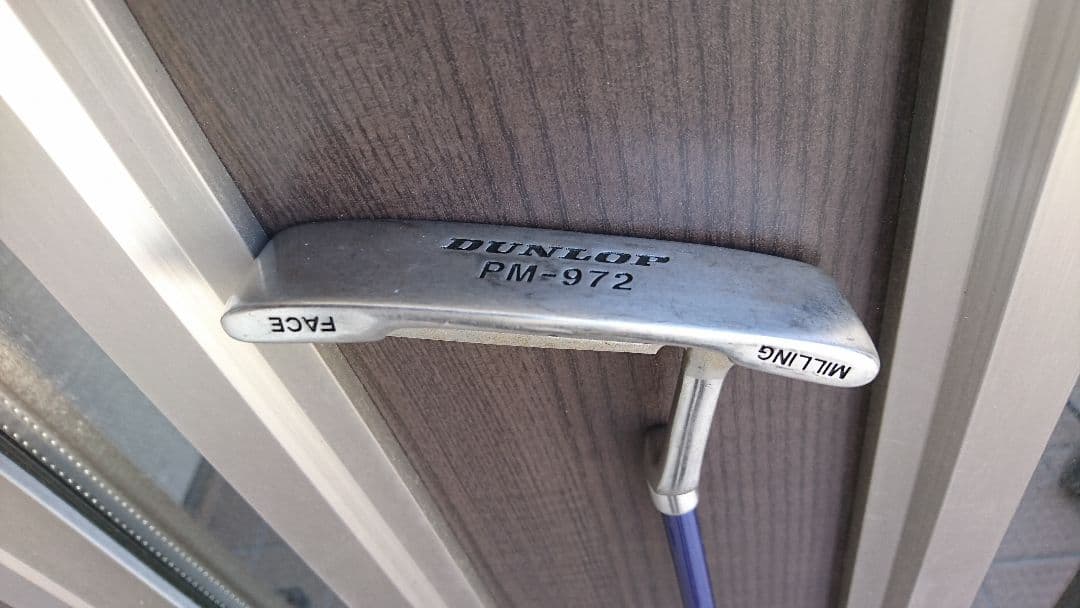 DUNLOP
PM-972
MILLING
FACE